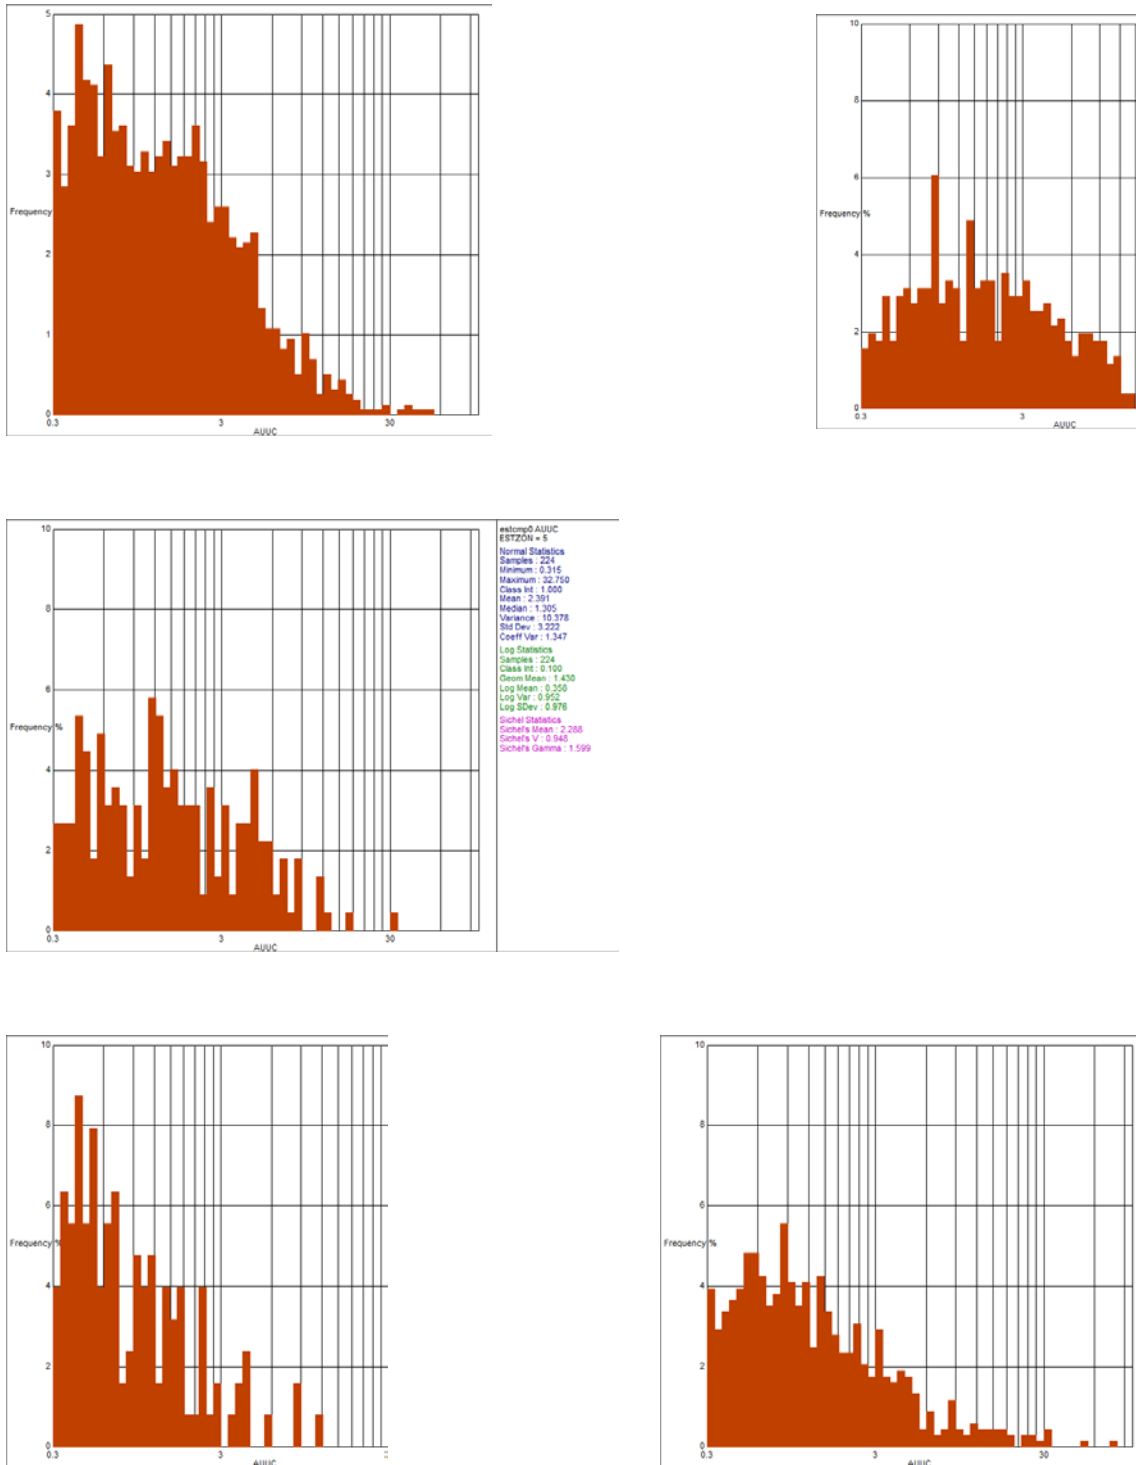 5
4
3
Frequency
2
1
0
0.3
3
30
AUUC
10
8
6
Frequency %
4
2
0
0.3
3
AUUC
10
8
6
Frequency %
4
2
0
0.3
3
30
AUUC
estcmp0 AUUC
ESTZON = 5
Normal Statistics
Samples : 224
Minimum : 0.315
Maximum : 32.750
Class Int : 1.000
Mean : 2.391
Median : 1.305
Variance : 10.378
Std Dev : 3.222
Coeff Var : 1.347
Log Statistics
Samples : 224
Class Int : 0.100
Geom Mean : 1.430
Log Mean : 0.358
Log Var : 0.952
Log SDev : 0.976
Sichel Statistics
Sichel's Mean : 2.288
Sichel's V : 0.948
Sichel's Gamma : 1.599
10
8
6
Frequency %
4
2
0
0.3
3
AUUC
10
8
6
Frequency %
4
2
0
0.3
3
30
AUUC